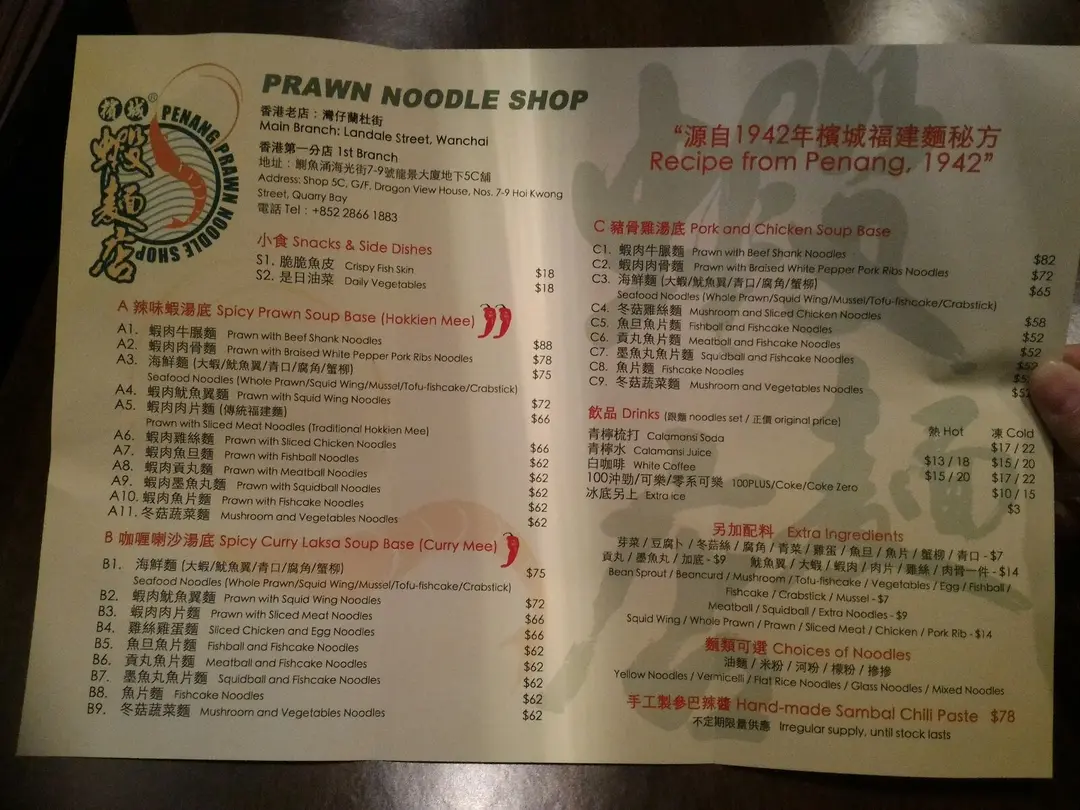 檳城
蝦麵店
PENANG PRAWN NOODLE SHOP
®
PRAWN NOODLE SHOP
香港老店：灣仔蘭杜街
Main Branch: Landale Street, Wanchai
香港第一分店 1st Branch
地址：鰂魚涌海光街7-9號龍景大廈地下5C舖
Address: Shop 5C, G/F, Dragon View House, Nos. 7-9 Hoi Kwong
Street, Quarry Bay
電話 Tel : +852 2866 1883
小食 Snacks & Side Dishes
S1. 脆脆魚皮 Crispy Fish Skin $18
S2. 是日油菜 Daily Vegetables $18
A 辣味蝦湯底 Spicy Prawn Soup Base (Hokkien Mee)
A1. 蝦肉牛𦟌麵 Prawn with Beef Shank Noodles $88
A2. 蝦肉肉骨麵 Prawn with Braised White Pepper Pork Ribs Noodles $78
A3. 海鮮麵 (大蝦/魷魚翼/青口/腐角/蟹柳) $75
Seafood Noodles (Whole Prawn/Squid Wing/Mussel/Tofu-fishcake/Crabstick)
A4. 蝦肉魷魚翼麵 Prawn with Squid Wing Noodles $72
A5. 蝦肉肉片麵 (傳統福建麵) $66
Prawn with Sliced Meat Noodles (Traditional Hokkien Mee)
A6. 蝦肉雞絲麵 Prawn with Sliced Chicken Noodles $66
A7. 蝦肉魚旦麵 Prawn with Fishball Noodles $62
A8. 蝦肉貢丸麵 Prawn with Meatball Noodles $62
A9. 蝦肉墨魚丸麵 Prawn with Squidball Noodles $62
A10. 蝦肉魚片麵 Prawn with Fishcake Noodles $62
A11. 冬菇蔬菜麵 Mushroom and Vegetables Noodles $62
B 咖喱喇沙湯底 Spicy Curry Laksa Soup Base (Curry Mee)
B1. 海鮮麵 (大蝦/魷魚翼/青口/腐角/蟹柳) $75
Seafood Noodles (Whole Prawn/Squid Wing/Mussel/Tofu-fishcake/Crabstick)
B2. 蝦肉魷魚翼麵 Prawn with Squid Wing Noodles $72
B3. 蝦肉肉片麵 Prawn with Sliced Meat Noodles $66
B4. 雞絲雞蛋麵 Sliced Chicken and Egg Noodles $66
B5. 魚旦魚片麵 Fishball and Fishcake Noodles $62
B6. 貢丸魚片麵 Meatball and Fishcake Noodles $62
B7. 墨魚丸魚片麵 Squidball and Fishcake Noodles $62
B8. 魚片麵 Fishcake Noodles $62
B9. 冬菇蔬菜麵 Mushroom and Vegetables Noodles $62
“源自1942年檳城福建麵秘方
Recipe from Penang, 1942”
C 豬骨雞湯底 Pork and Chicken Soup Base
C1. 蝦肉牛𦟌麵 Prawn with Beef Shank Noodles $82
C2. 蝦肉肉骨麵 Prawn with Braised White Pepper Pork Ribs Noodles $72
C3. 海鮮麵 (大蝦/魷魚翼/青口/腐角/蟹柳) $65
Seafood Noodles (Whole Prawn/Squid Wing/Mussel/Tofu-fishcake/Crabstick)
C4. 冬菇雞絲麵 Mushroom and Sliced Chicken Noodles $58
C5. 魚旦魚片麵 Fishball and Fishcake Noodles $52
C6. 貢丸魚片麵 Meatball and Fishcake Noodles $52
C7. 墨魚丸魚片麵 Squidball and Fishcake Noodles
C8. 魚片麵 Fishcake Noodles
C9. 冬菇蔬菜麵 Mushroom and Vegetables Noodles
飲品 Drinks (跟麵 noodles set / 正價 original price) 熱 Hot 凍 Cold
青檸梳打 Calamansi Soda $17 / 22
青檸水 Calamansi Juice $13 / 18 $15 / 20
白咖啡 White Coffee $15 / 20 $17 / 22
100沖勁/可樂/零系可樂 100PLUS/Coke/Coke Zero $10 / 15
冰底另上 Extra ice $3
另加配料 Extra Ingredients
芽菜 / 豆腐卜 / 冬菇絲 / 腐角 / 青菜 / 雞蛋 / 魚旦 / 魚片 / 蟹柳 / 青口 - $7
貢丸 / 墨魚丸 / 加底 - $9 魷魚翼 / 大蝦 / 蝦肉 / 肉片 / 雞絲 / 肉骨一件 - $14
Bean Sprout / Beancurd / Mushroom / Tofu-fishcake / Vegetables / Egg / Fishball /
Fishcake / Crabstick / Mussel - $7
Meatball / Squidball / Extra Noodles - $9
Squid Wing / Whole Prawn / Prawn / Sliced Meat / Chicken / Pork Rib - $14
麵類可選 Choices of Noodles
油麵 / 米粉 / 河粉 / 檬粉 / 摻摻
Yellow Noodles / Vermicelli / Flat Rice Noodles / Glass Noodles / Mixed Noodles
手工製參巴辣醬 Hand-made Sambal Chili Paste $78
不定期限量供應 Irregular supply, until stock lasts